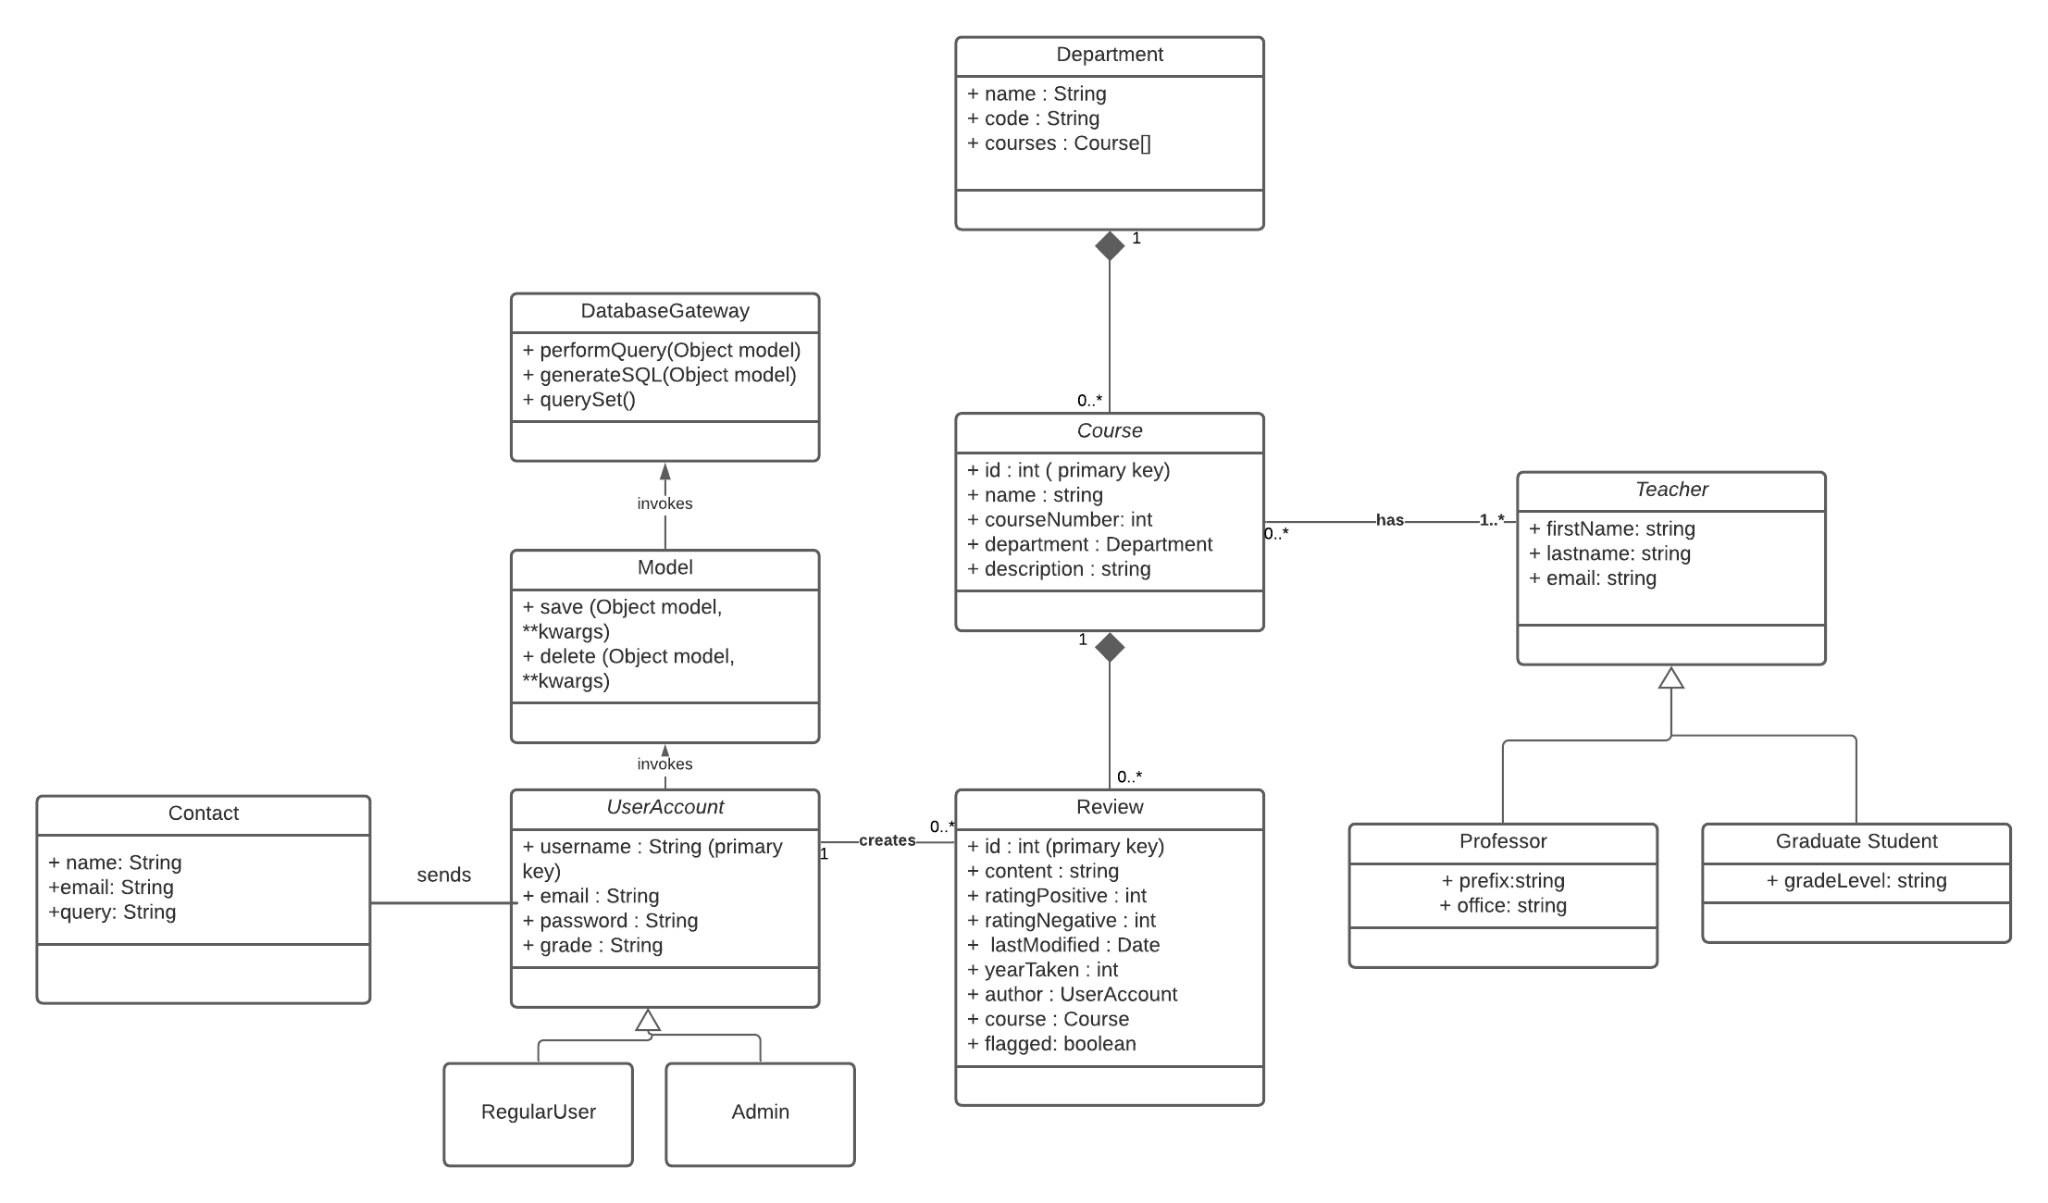 Department
+ name : String
+ code : String
+ courses : Course[]
1
0..*
DatabaseGateway
+ performQuery(Object model)
+ generateSQL(Object model)
+ querySet()
invokes
Model
+ save (Object model,
**kwargs)
+ delete (Object model,
**kwargs)
invokes
Course
+ id : int ( primary key)
+ name : string
+ courseNumber: int
+ department : Department
+ description : string
0..*
has
1..*
Teacher
+ firstName: string
+ lastname: string
+ email: string
1
0..*
Contact
+ name: String
+email: String
+query: String
sends
UserAccount
+ username : String (primary
key)
+ email : String
+ password : String
+ grade : String
1
creates
0..*
Review
+ id : int (primary key)
+ content : string
+ ratingPositive : int
+ ratingNegative : int
+  lastModified : Date
+ yearTaken : int
+ author : UserAccount
+ course : Course
+ flagged: boolean
Professor
+ prefix:string
+ office: string
Graduate Student
+ gradeLevel: string
RegularUser
Admin